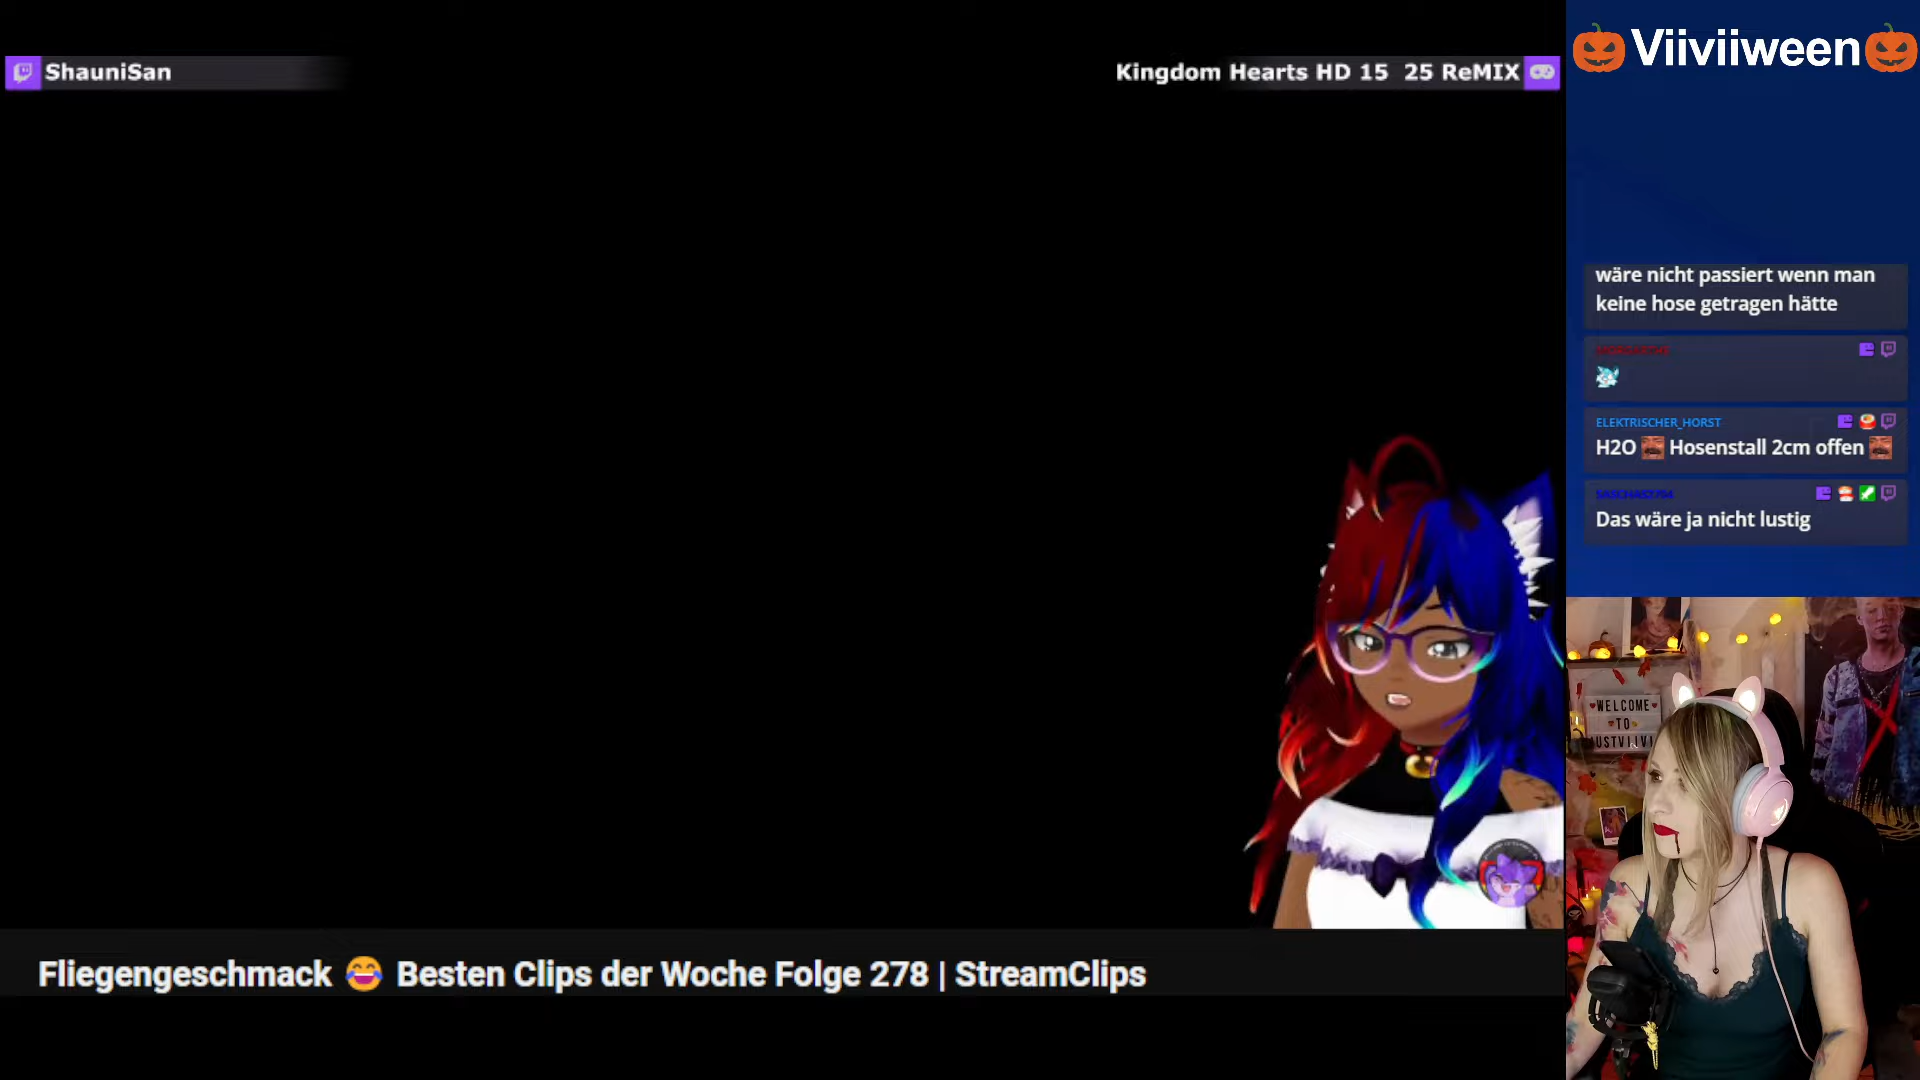 ShauniSan
Kingdom Hearts HD 15 25 ReMIX
🎃Viiviiween🎃
wäre nicht passiert wenn man
keine hose getragen hätte
ELEKTRISCHER_HORST
H2O Hosenstall 2cm offen
Das wäre ja nicht lustig
WELCOME
TO
USTVIIVI
Fliegengeschmack 😂 Besten Clips der Woche Folge 278 | StreamClips